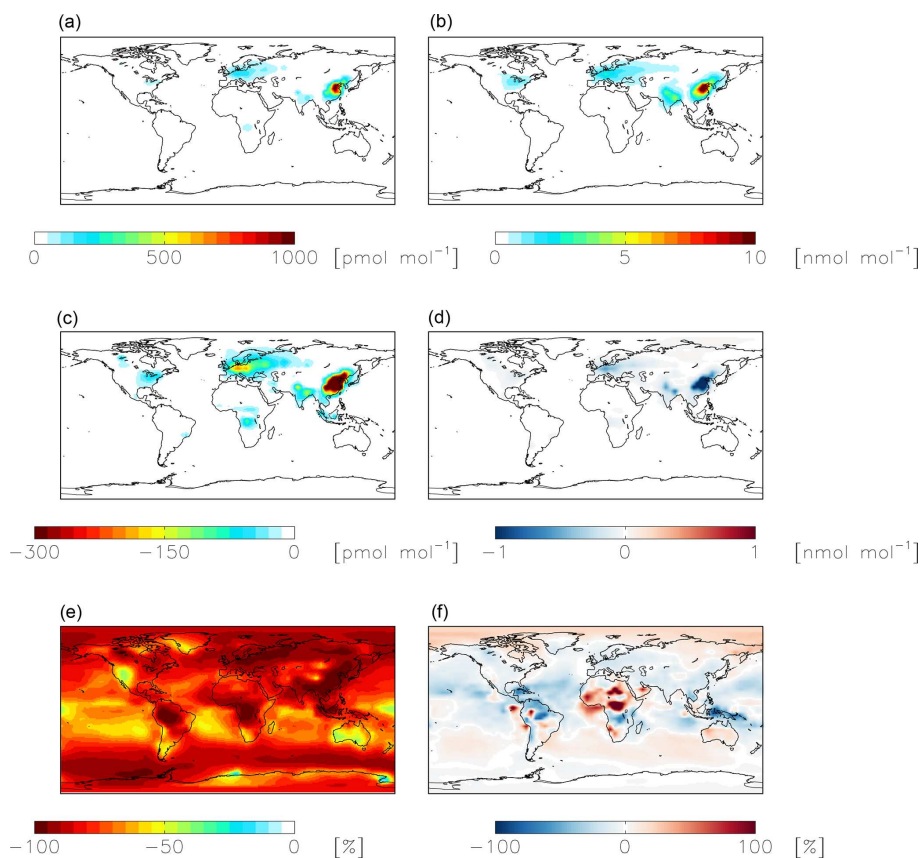 (a) (b)
0 500 1000 [pmol mol⁻¹] 0 5 10 [nmol mol⁻¹]
(c) (d)
−300 −150 0 [pmol mol⁻¹] −1 0 1 [nmol mol⁻¹]
(e) (f)
−100 −50 0 [%] −100 0 100 [%]